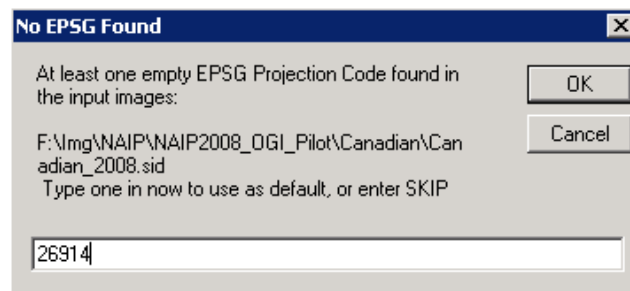 No EPSG Found
At least one empty EPSG Projection Code found in
the input images:
OK
Cancel
F:\Img\NAIP\NAIP2008_OGI_Pilot\Canadian\Can
adian_2008.sid
Type one in now to use as default, or enter SKIP
26914